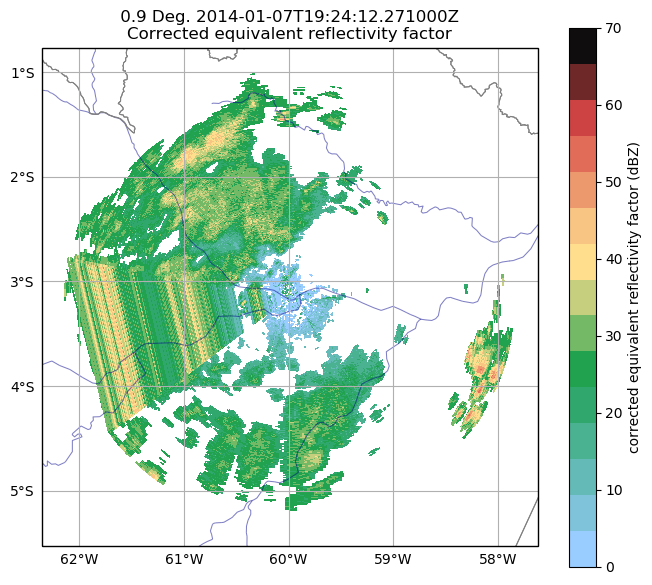 0.9 Deg. 2014-01-07T19:24:12.271000Z
Corrected equivalent reflectivity factor
1°S
2°S
3°S
4°S
5°S
62°W
61°W
60°W
59°W
58°W
70
60
50
40
30
20
10
0
corrected equivalent reflectivity factor (dBZ)